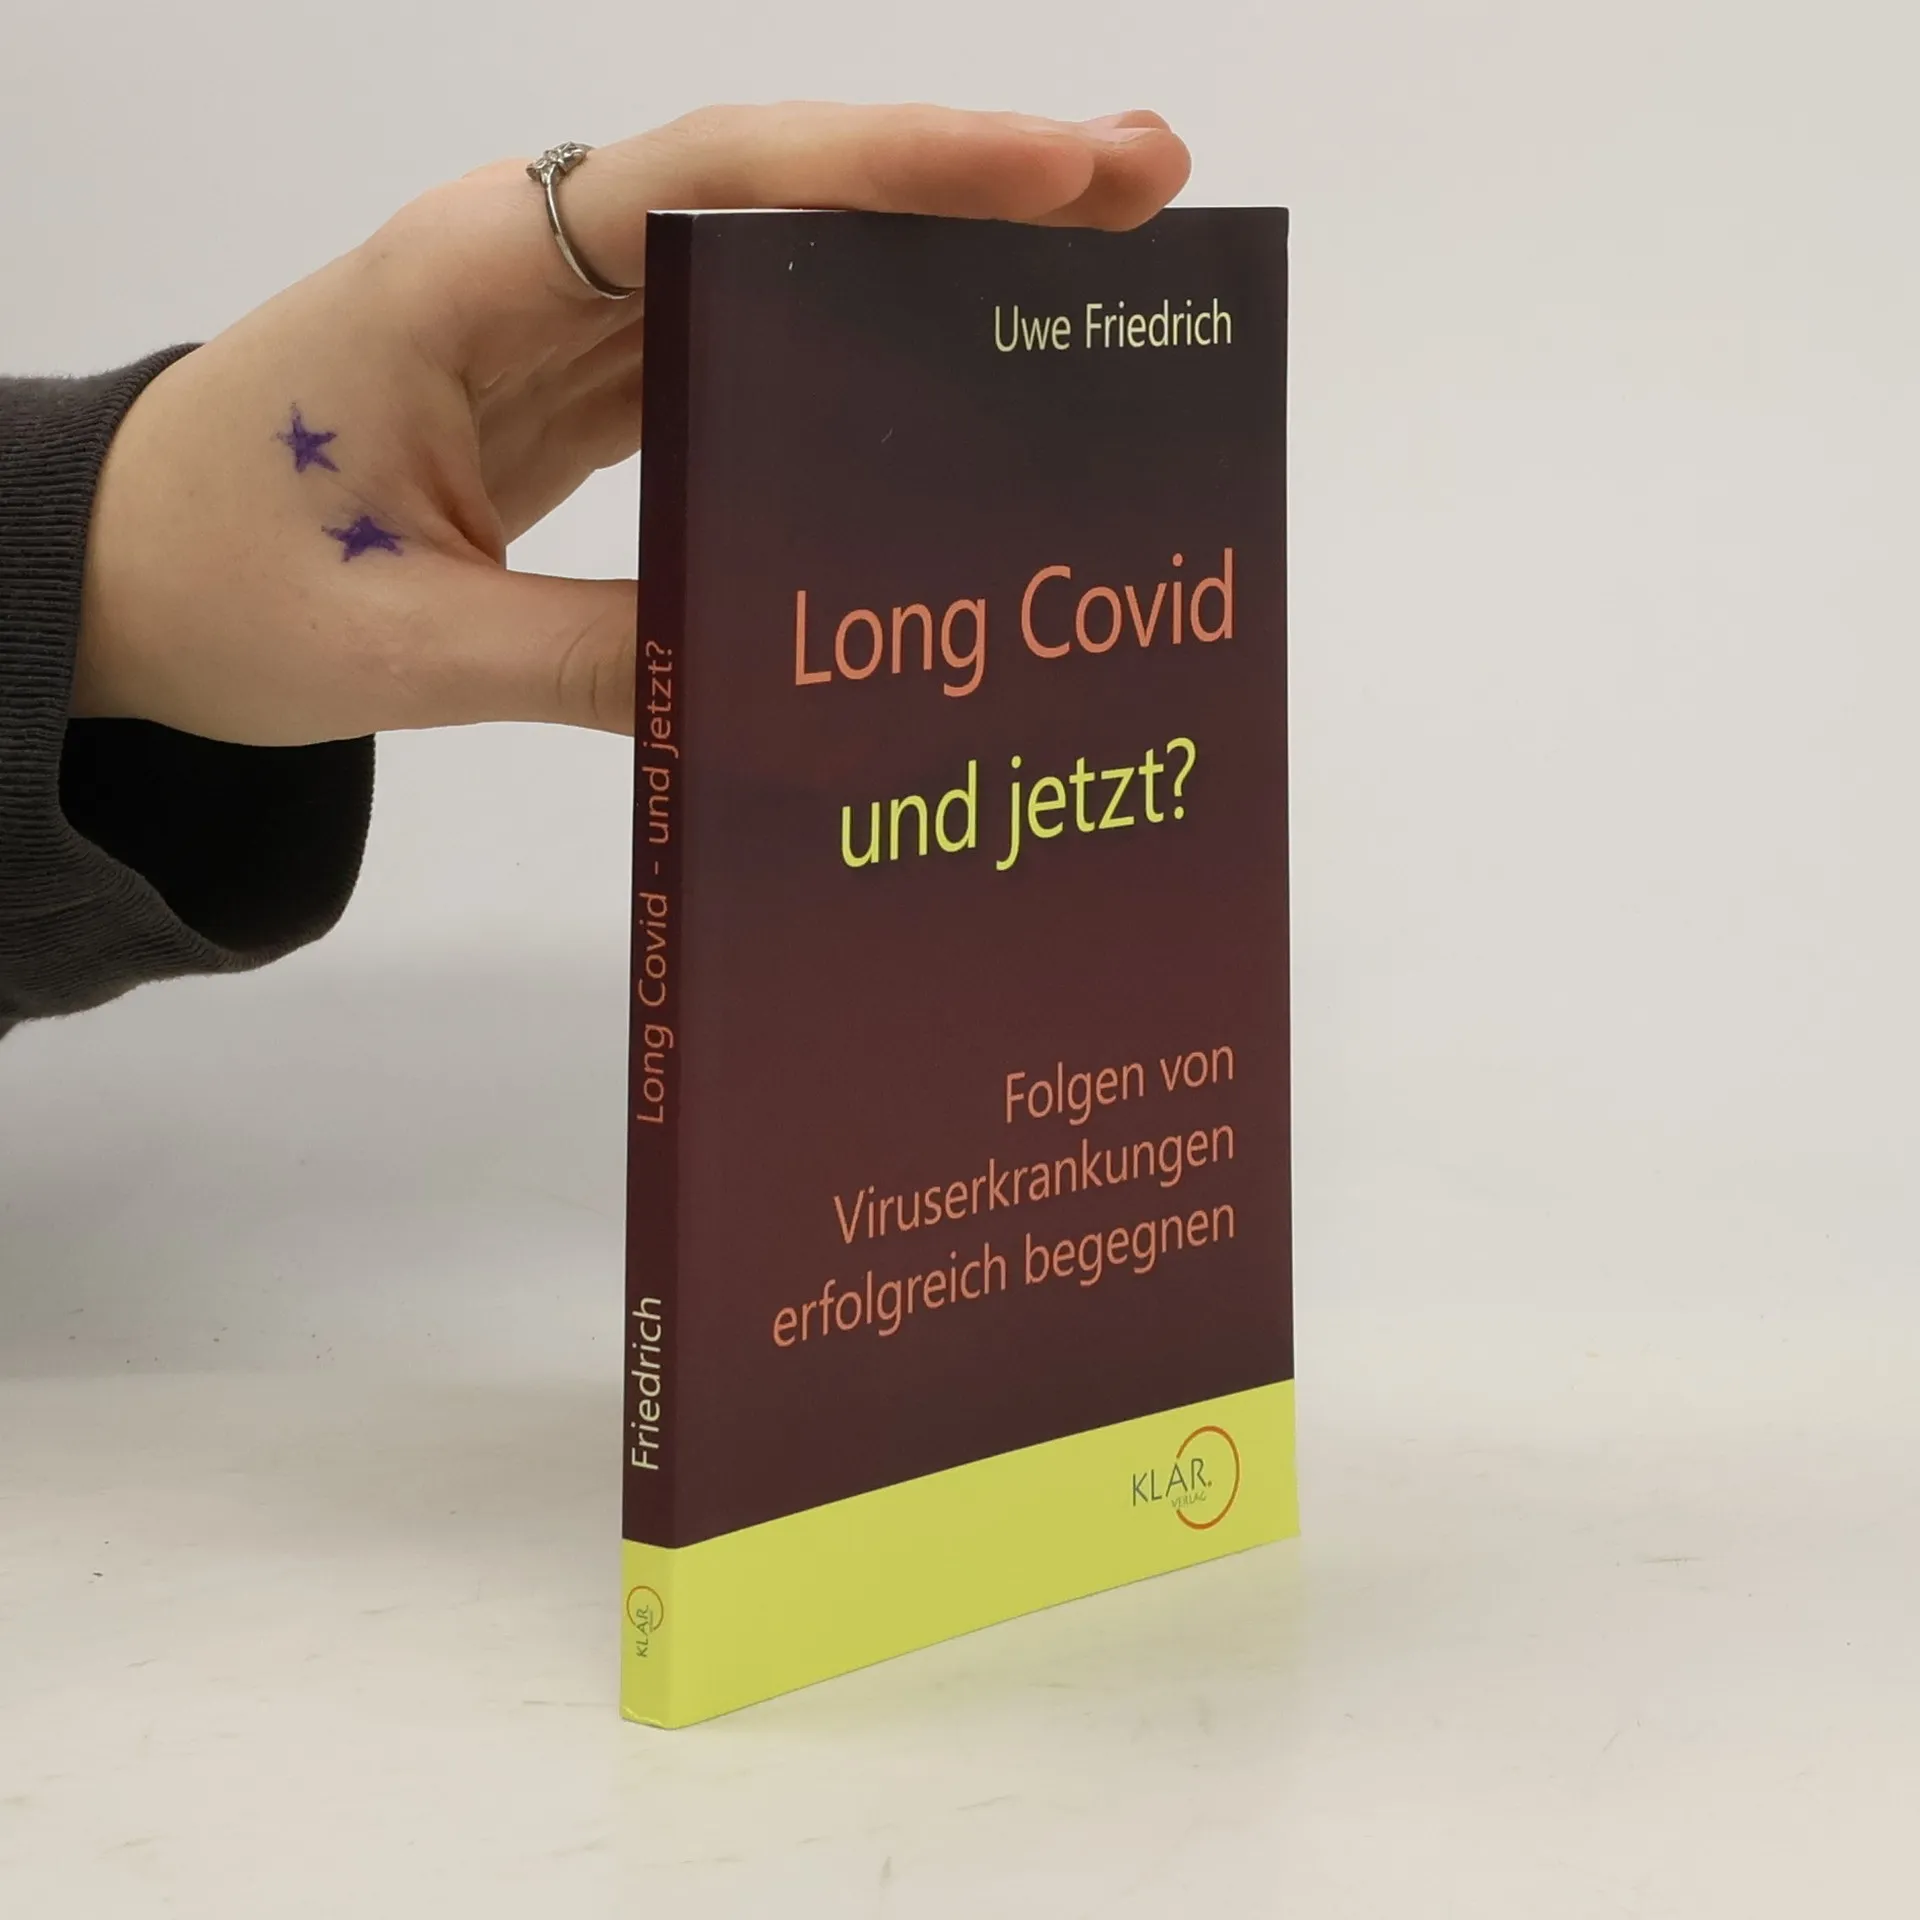 Uwe Friedrich
Long Covid
und jetzt?
Folgen von
Viruserkrankungen
erfolgreich begegnen
KLAR.
VERLAG
Long Covid - und jetzt?
Friedrich
KLAR.